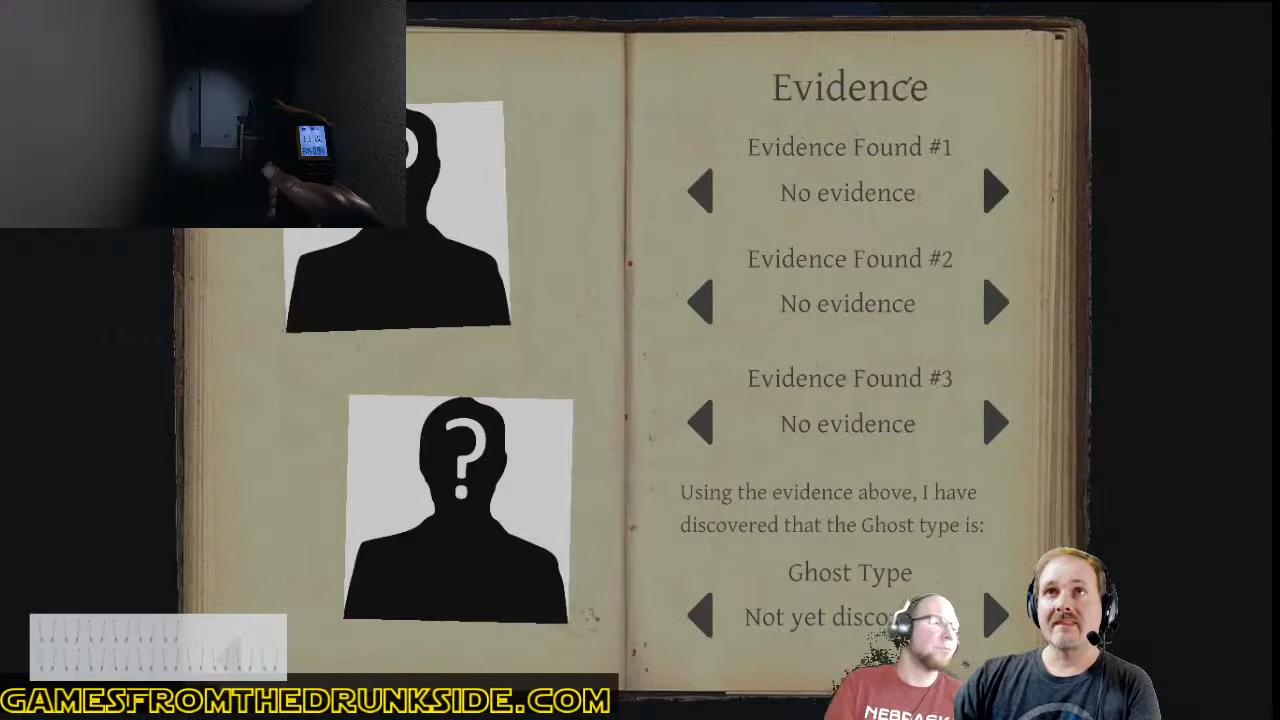 Evidence
Evidence Found #1
No evidence
Evidence Found #2
No evidence
Evidence Found #3
No evidence
Using the evidence above, I have
discovered that the Ghost type is:
Ghost Type
Not yet disco
NEBRASK
GAMESFROMTHEDRUNKSIDE.COM